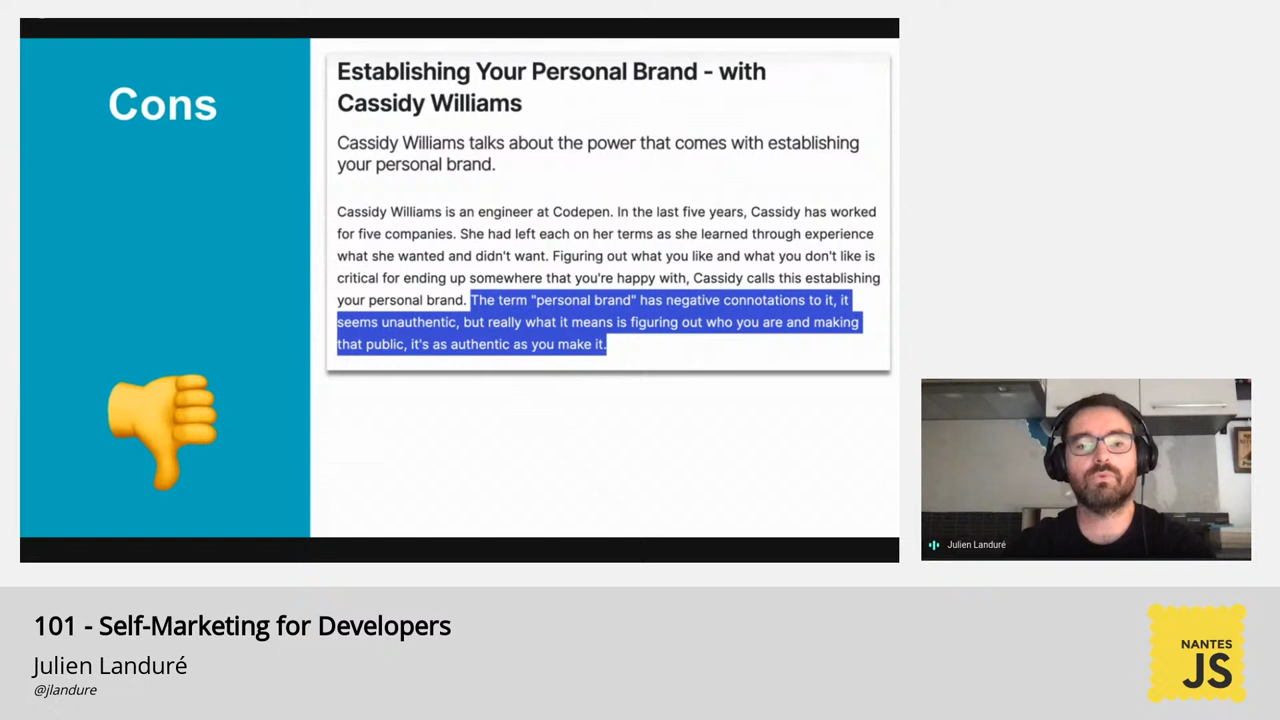 Cons
Establishing Your Personal Brand - with
Cassidy Williams
Cassidy Williams talks about the power that comes with establishing
your personal brand.
Cassidy Williams is an engineer at Codepen. In the last five years, Cassidy has worked
for five companies. She had left each on her terms as she learned through experience
what she wanted and didn't want. Figuring out what you like and what you don't like is
critical for ending up somewhere that you're happy with, Cassidy calls this establishing
your personal brand. The term "personal brand" has negative connotations to it, it
seems unauthentic, but really what it means is figuring out who you are and making
that public, it's as authentic as you make it.
Julien Landuré
101 - Self-Marketing for Developers
Julien Landuré
@jlandure
NANTES
JS